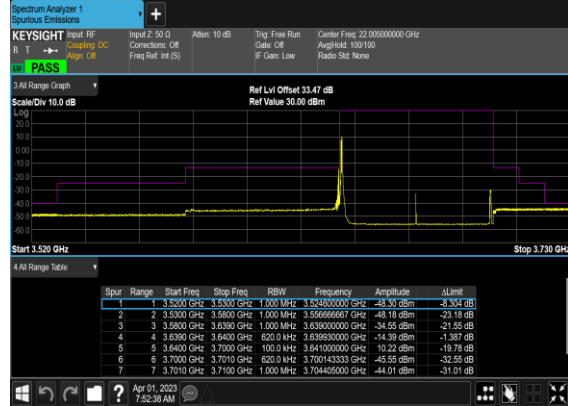 Spectrum Analyzer 1
Spurious Emissions
+
KEYSIGHT Input: RF Input Z: 50 Ω Atten: 10 dB Trig: Free Run Center Freq: 22.005000000 GHz
R T Coupling: DC Corrections: Off Gate: Off Avg|Hold: 100/100
Align: Off Freq Ref: Int (S) IF Gain: Low Radio Std: None
PASS
3 All Range Graph
Ref Lvl Offset 33.47 dB
Scale/Div 10.0 dB Ref Value 30.00 dBm
Log
20.0
10.0
0.00
-10.0
-20.0
-30.0
-40.0
-50.0
-60.0
Start 3.520 GHz Stop 3.730 GHz
4 All Range Table
Spur Range Start Freq Stop Freq RBW Frequency Amplitude ΔLimit
1 1 3.5200 GHz 3.5300 GHz 1.000 MHz 3.524600000 GHz -48.30 dBm -8.304 dB
2 2 3.5300 GHz 3.5800 GHz 1.000 MHz 3.556666667 GHz -48.18 dBm -23.18 dB
3 3 3.5800 GHz 3.6390 GHz 1.000 MHz 3.639000000 GHz -34.55 dBm -21.55 dB
4 4 3.6390 GHz 3.6400 GHz 620.0 kHz 3.639930000 GHz -14.39 dBm -1.387 dB
5 5 3.6400 GHz 3.7000 GHz 100.0 kHz 3.641000000 GHz 10.22 dBm -19.78 dB
6 6 3.7000 GHz 3.7010 GHz 620.0 kHz 3.700143333 GHz -45.55 dBm -32.55 dB
7 7 3.7010 GHz 3.7100 GHz 1.000 MHz 3.704405000 GHz -44.01 dBm -31.01 dB
? Apr 01, 2023
7:52:38 AM